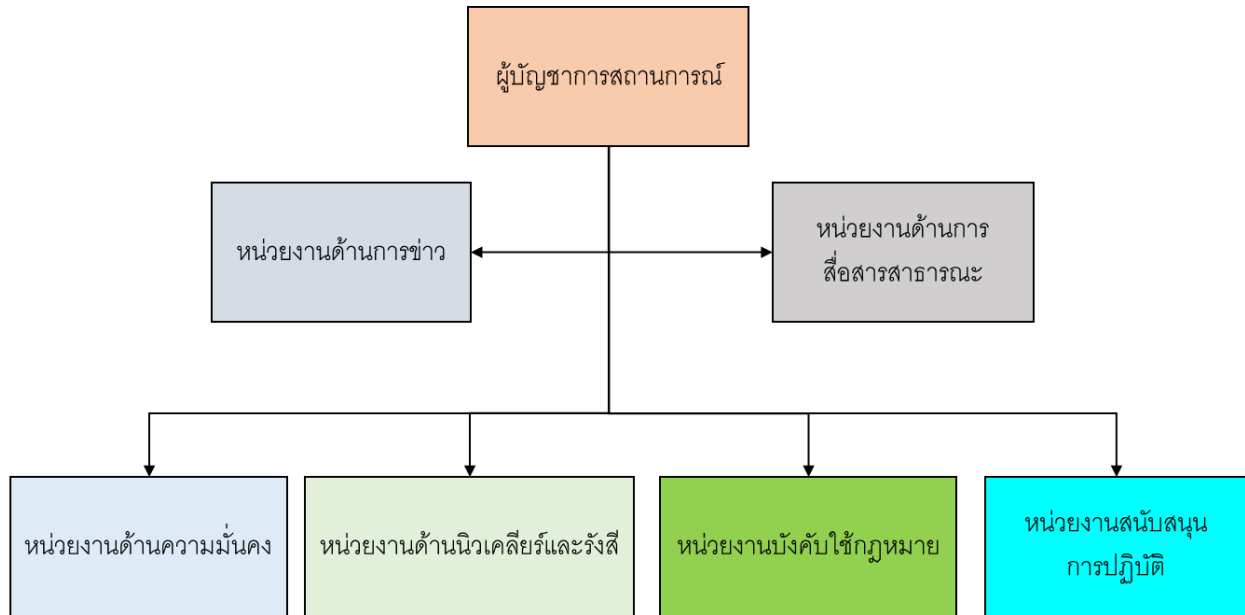 ผู้บัญชาการสถานการณ์
หน่วยงานด้านการข่าว
หน่วยงานด้านการ
สื่อสารสาธารณะ
หน่วยงานด้านความมั่นคง
หน่วยงานด้านนิวเคลียร์และรังสี
หน่วยงานบังคับใช้กฎหมาย
หน่วยงานสนับสนุน
การปฏิบัติ